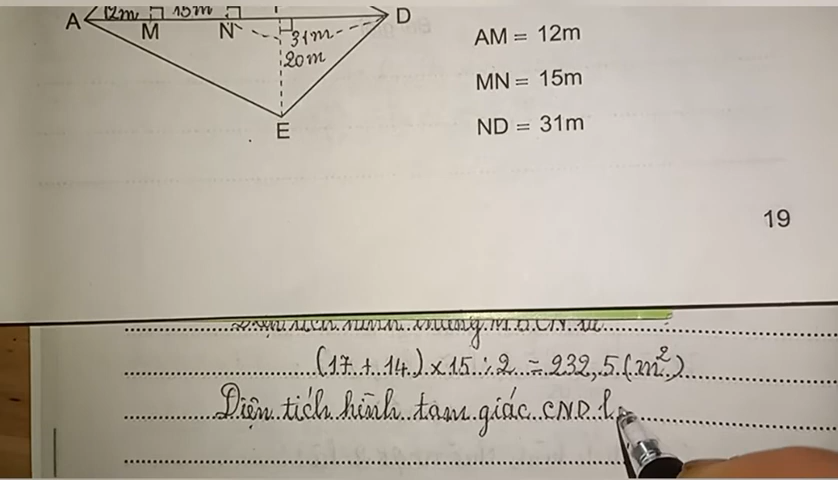 12m 15m
A M N D
31m
20m
E
AM = 12m
MN = 15m
ND = 31m
19
(17 + 14) x 15 : 2 = 232,5 (m²)
Diện tích hình tam giác CND l